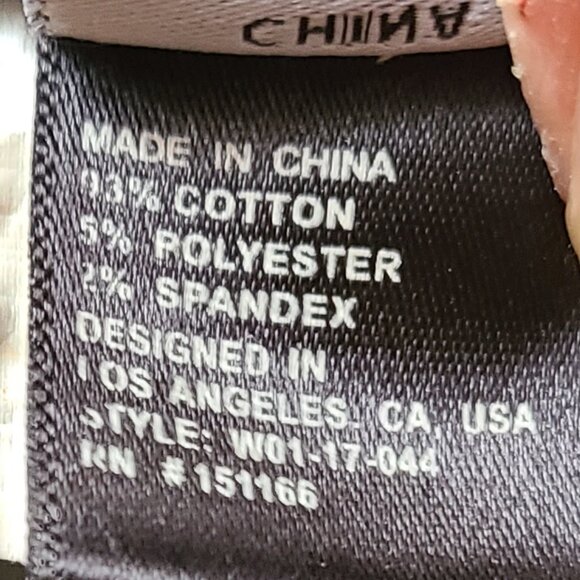 CHINA
MADE IN CHINA
93% COTTON
5% POLYESTER
2% SPANDEX
DESIGNED IN
LOS ANGELES. CA, USA
STYLE: W01-17-044
RN #151166